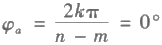 φₐ = 2kπ / (n − m) = 0°